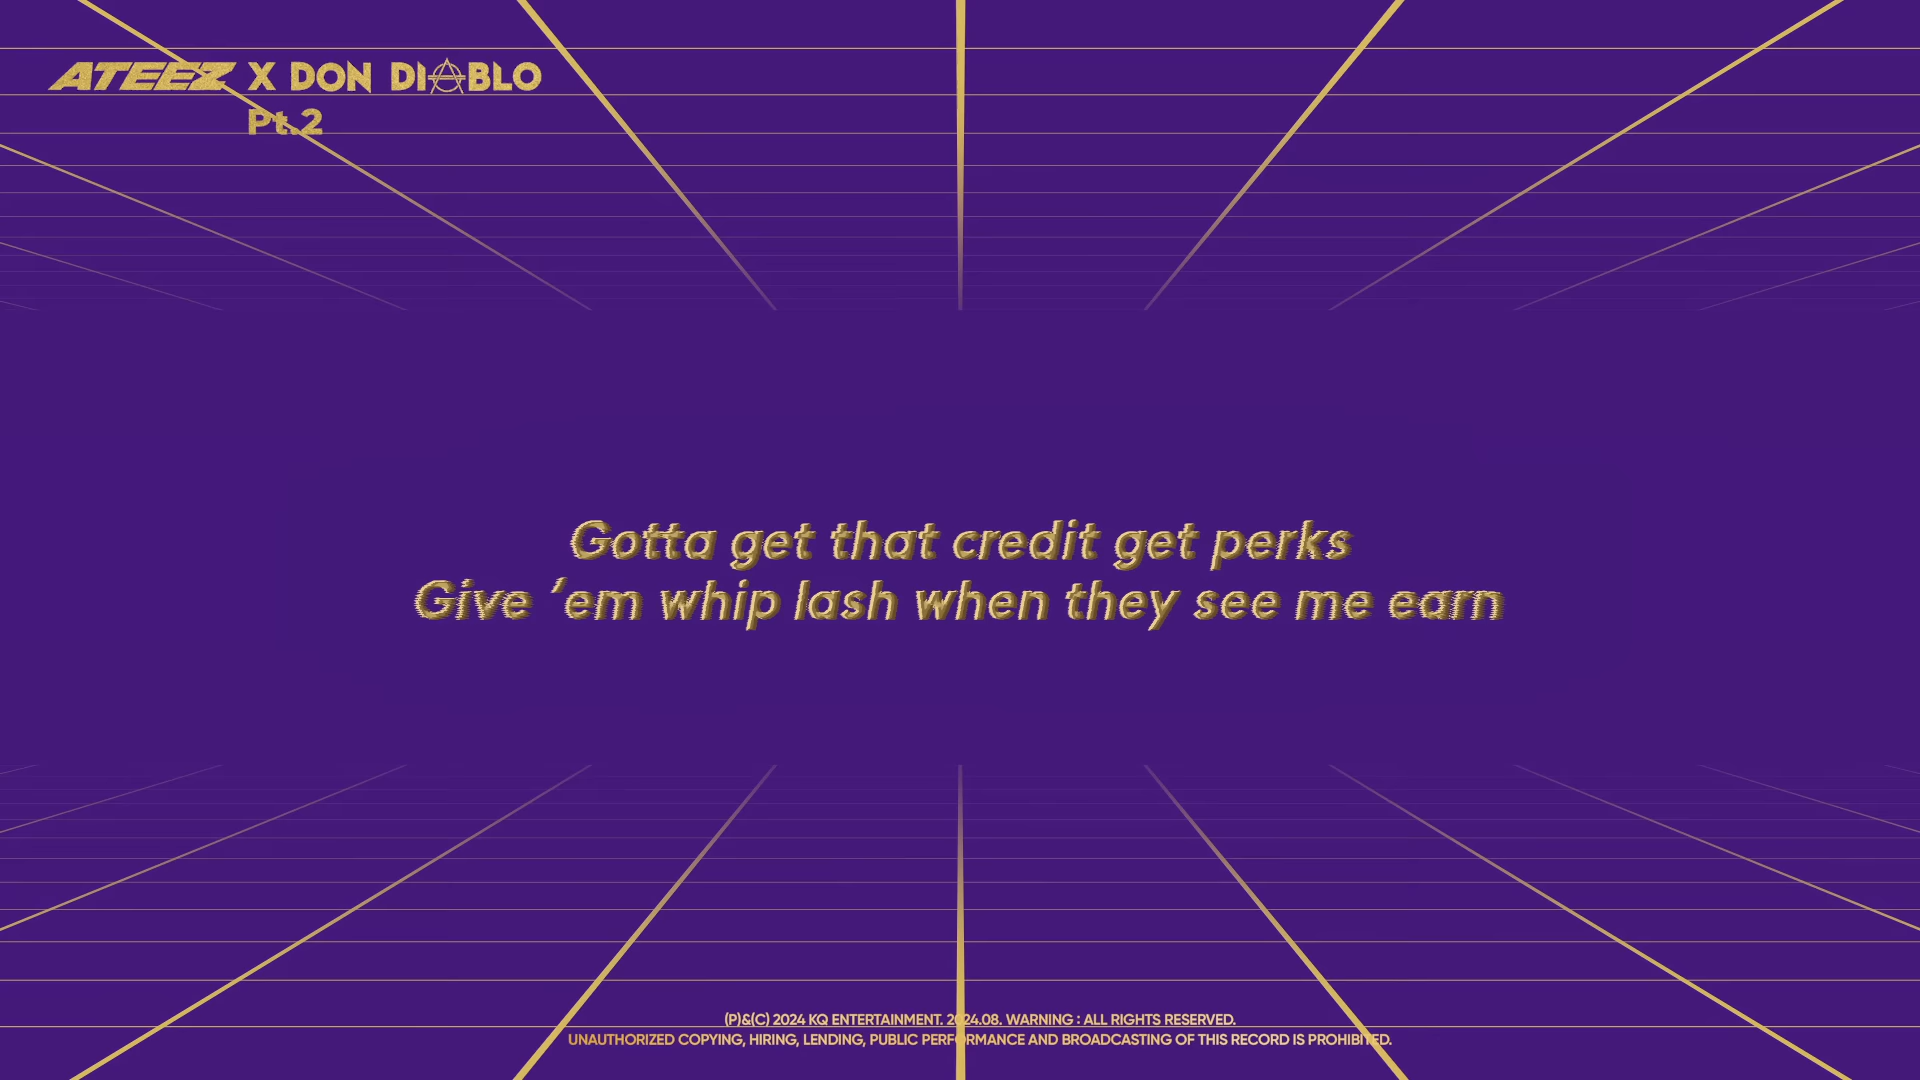 ATEEZ X DON DIABLO
Pt.2
Gotta get that credit get perks
Give 'em whip lash when they see me earn
(P)&(C) 2024 KQ ENTERTAINMENT. 2024.08. WARNING : ALL RIGHTS RESERVED.
UNAUTHORIZED COPYING, HIRING, LENDING, PUBLIC PERFORMANCE AND BROADCASTING OF THIS RECORD IS PROHIBITED.